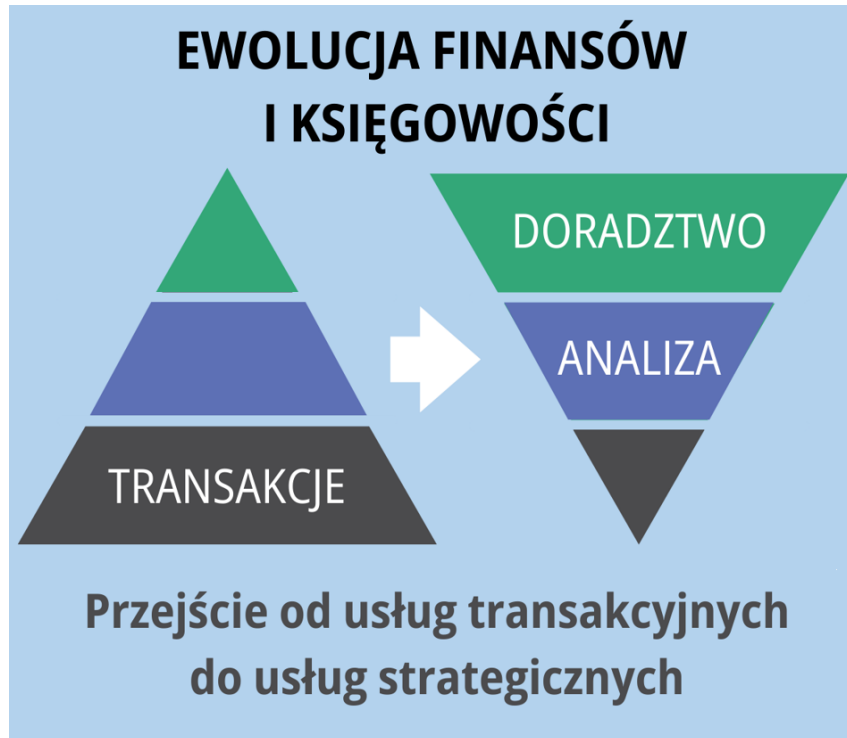 EWOLUCJA FINANSÓW
I KSIĘGOWOŚCI
DORADZTWO
ANALIZA
TRANSAKCJE
Przejście od usług transakcyjnych
do usług strategicznych